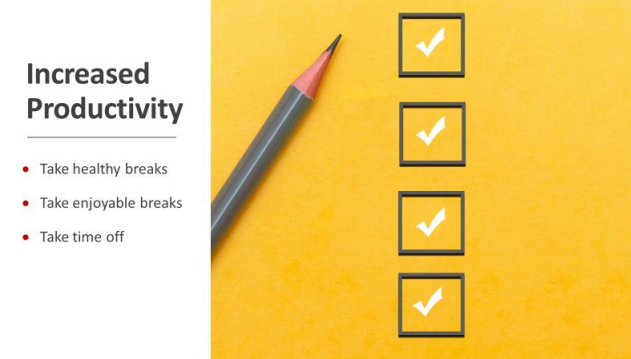 Increased
Productivity
Take healthy breaks
Take enjoyable breaks
Take time off